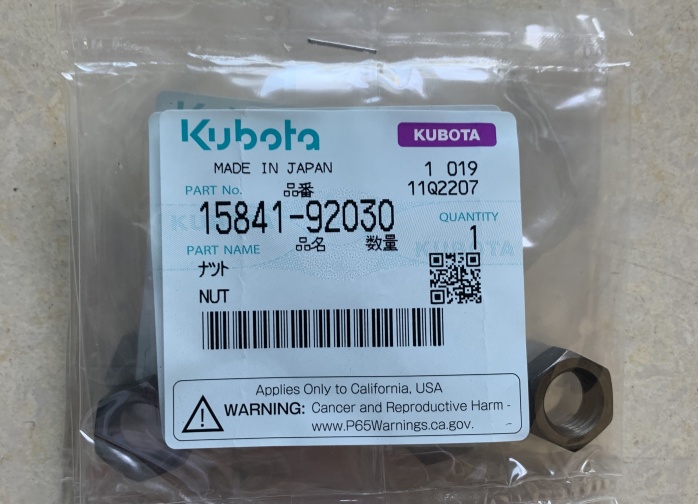 Kubota KUBOTA
MADE IN JAPAN 1 019
PART No. 品番 11Q2207
15841-92030 QUANTITY
PART NAME 品名 数量 1
ナツト
NUT
Applies Only to California, USA
WARNING: Cancer and Reproductive Harm -
www.P65Warnings.ca.gov.